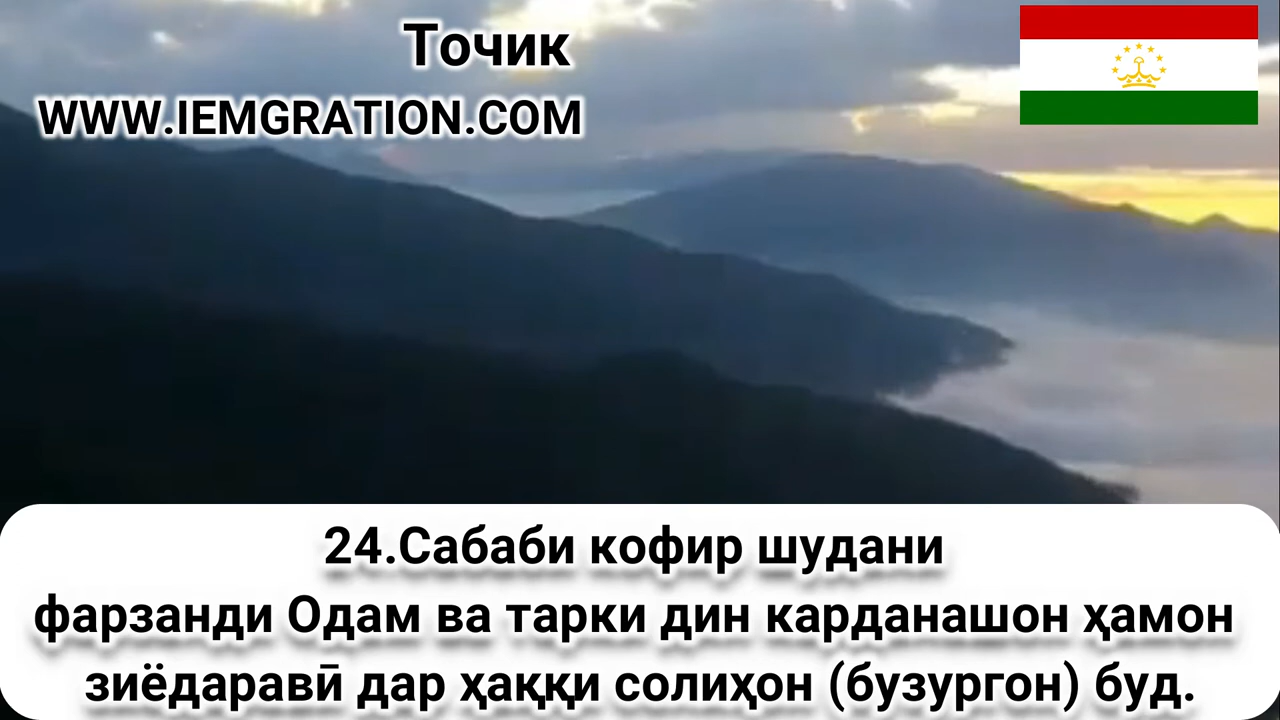 Точик
WWW.IEMGRATION.COM
24.Сабаби кофир шудани
фарзанди Одам ва тарки дин карданашон ҳамон
зиёдаравӣ дар ҳаққи солиҳон (бузургон) буд.